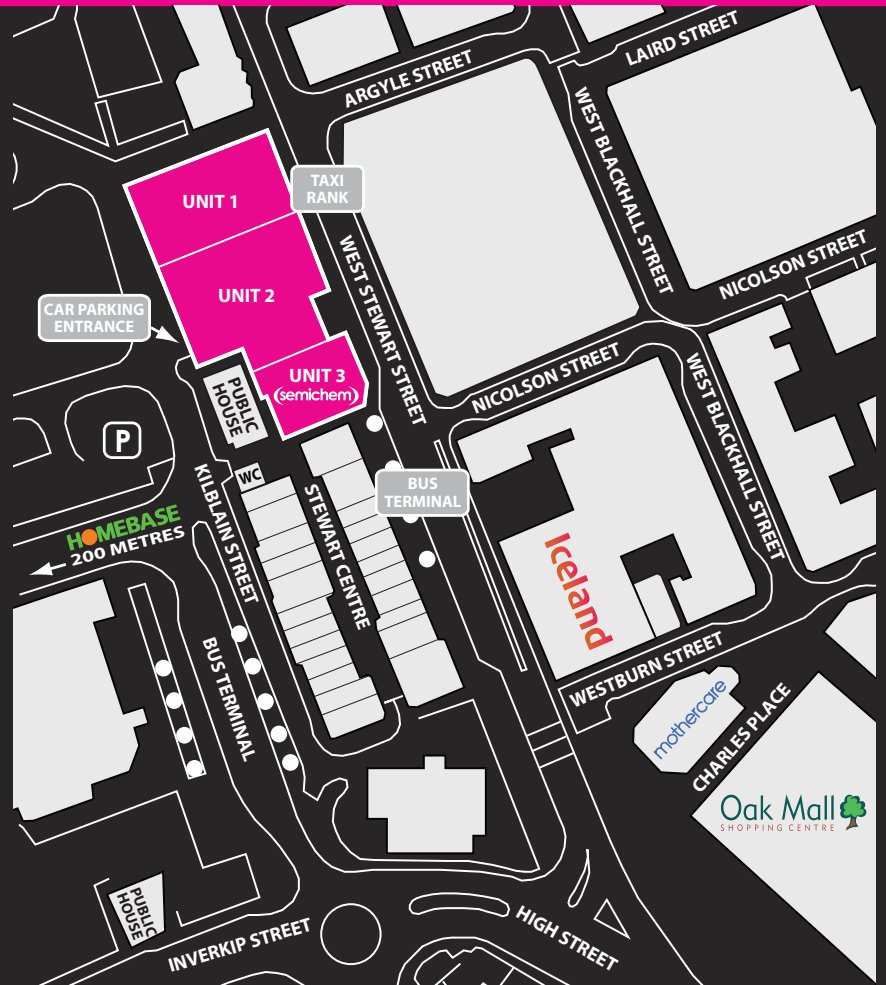 LAIRD STREET
ARGYLE STREET
WEST BLACKHALL STREET
UNIT 1
TAXI
RANK
NICOLSON STREET
WEST STEWART STREET
UNIT 2
CAR PARKING
ENTRANCE
NICOLSON STREET
WEST BLACKHALL STREET
UNIT 3
semichem
PUBLIC
HOUSE
P
WC
BUS
TERMINAL
KILBLAIN STREET
STEWART CENTRE
HOMEBASE
200 METRES
Iceland
BUS TERMINAL
WESTBURN STREET
mothercare
CHARLES PLACE
Oak Mall
SHOPPING CENTRE
PUBLIC
HOUSE
INVERKIP STREET
HIGH STREET